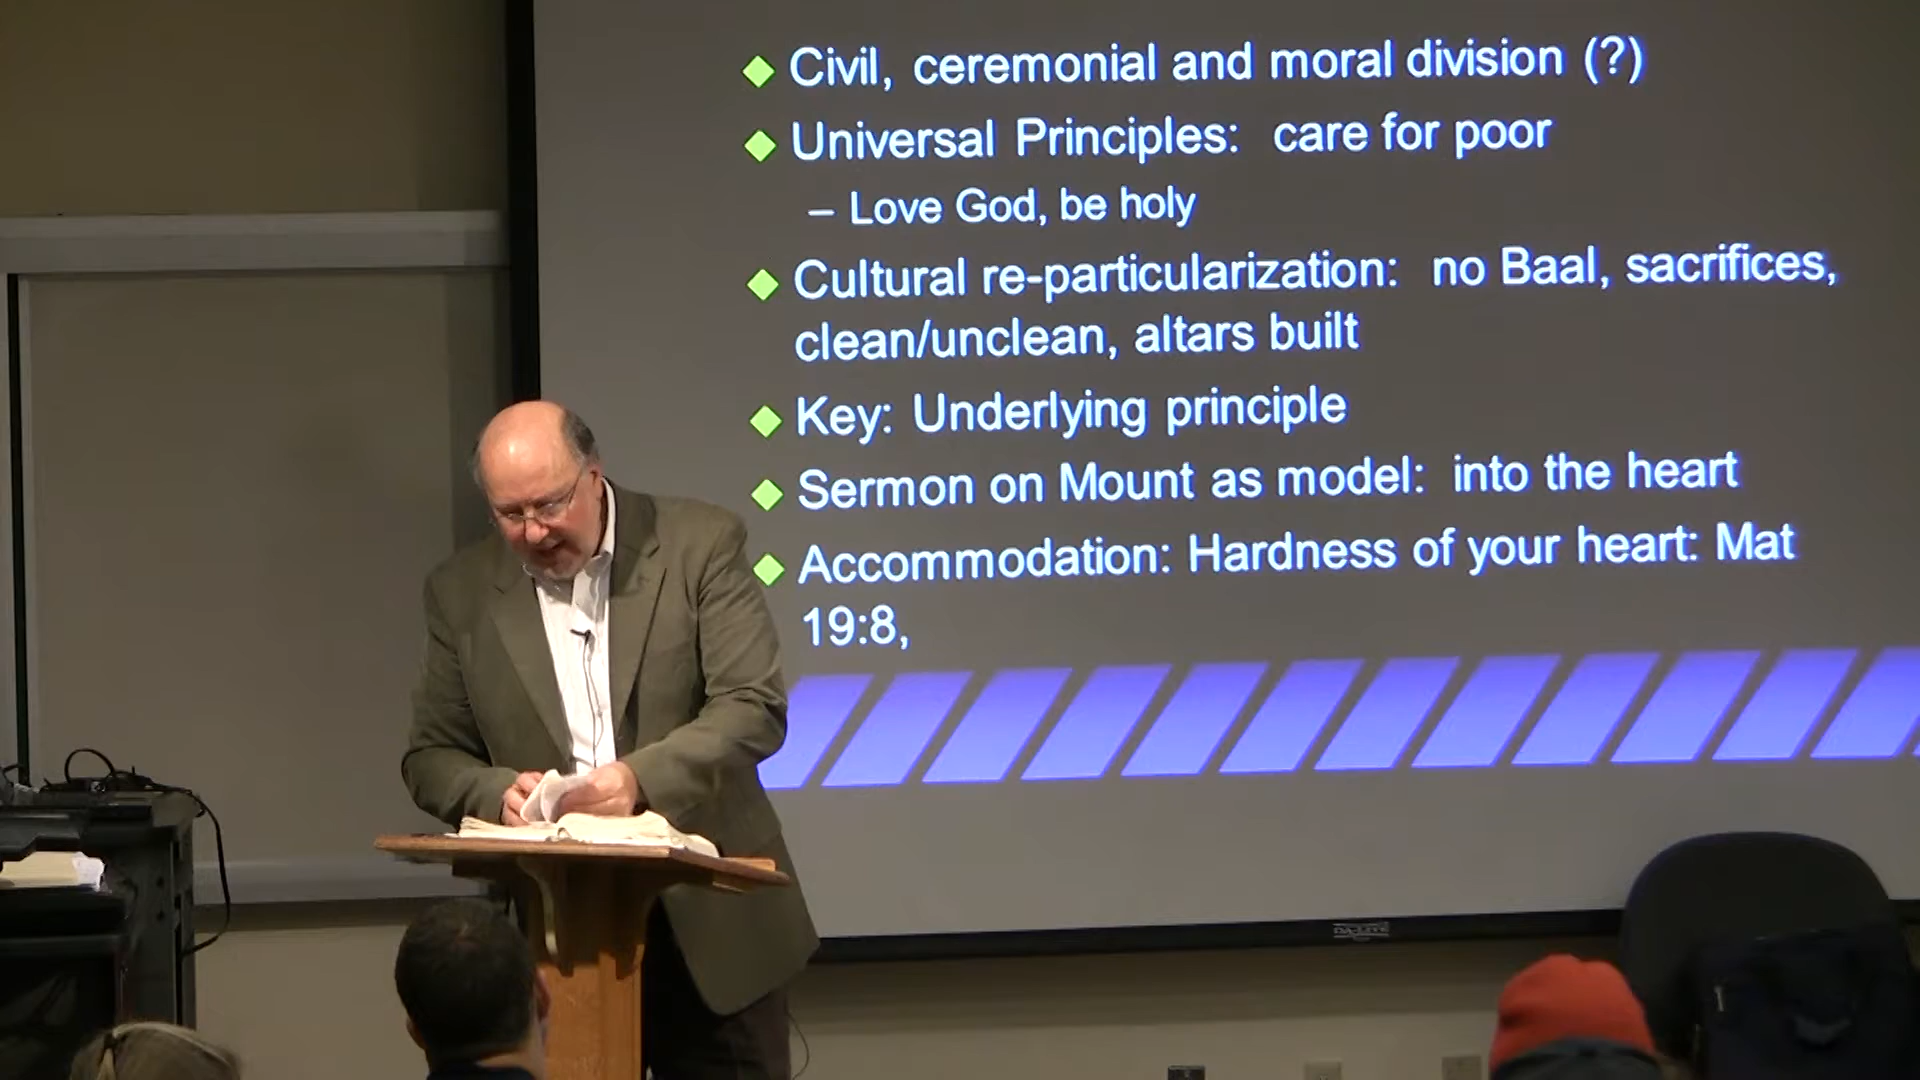 Civil, ceremonial and moral division (?)
Universal Principles: care for poor
– Love God, be holy
Cultural re-particularization: no Baal, sacrifices,
clean/unclean, altars built
Key: Underlying principle
Sermon on Mount as model: into the heart
Accommodation: Hardness of your heart: Mat
19:8,